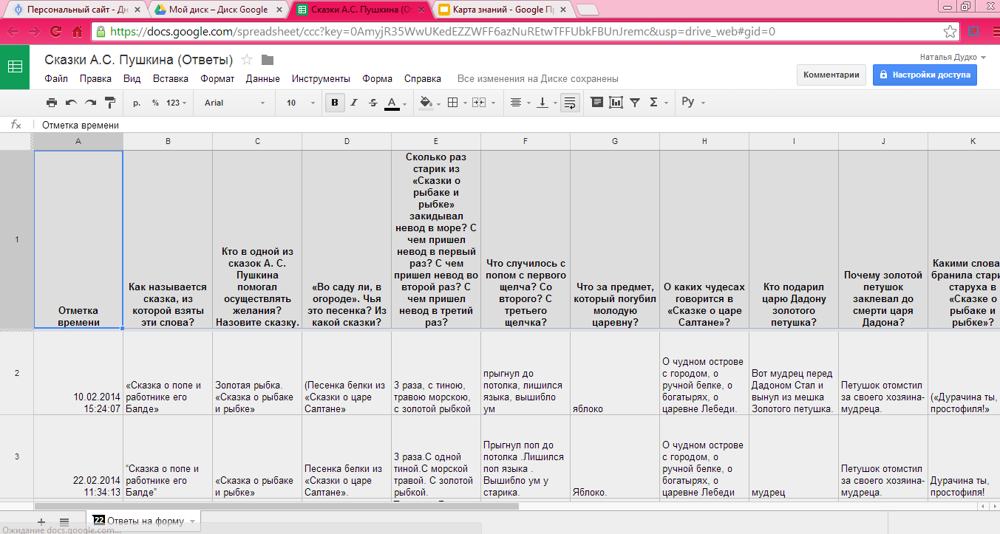 Персональный сайт - Дн
Мой диск – Диск Google
Сказки А.С. Пушкина (О
Карта знаний - Google П
https://docs.google.com/spreadsheet/ccc?key=0AmyjR35WwUKedEZZWFF6azNuREtwTFFUbkFBUnJremc&usp=drive_web#gid=0
Сказки А.С. Пушкина (Ответы)
Наталья Дудко
Файл Правка Вид Вставка Формат Данные Инструменты Форма Справка Все изменения на Диске сохранены
Комментарии
Настройки доступа
р. % 123 Arial 10 B I S A Σ Ру
fx Отметка времени
A B C D E F G H I J K
1
Отметка
времени
Как называется
сказка, из
которой взяты
эти слова?
Кто в одной из
сказок А. С.
Пушкина
помогал
осуществлять
желания?
Назовите сказку.
«Во саду ли, в
огороде». Чья
это песенка? Из
какой сказки?
Сколько раз
старик из
«Сказки о
рыбаке и
рыбке»
закидывал
невод в море? С
чем пришел
невод в первый
раз? С чем
пришел невод во
второй раз? С
чем пришел
невод в третий
раз?
Что случилось с
попом с первого
щелча? Со
второго? С
третьего
щелчка?
Что за предмет,
который погубил
молодую
царевну?
О каких чудесах
говорится в
«Сказке о царе
Салтане»?
Кто подарил
царю Дадону
золотого
петушка?
Почему золотой
петушок
заклевал до
смерти царя
Дадона?
Какими слова
бранила стари
старуха в
«Сказке о
рыбаке и
рыбке»?
2
10.02.2014
15:24:07
«Сказка о попе и
работнике его
Балде»
Золотая рыбка.
«Сказка о рыбаке
и рыбке»
(Песенка белки из
«Сказки о царе
Салтане»
3 раза, с тиною,
травою морскою,
с золотой рыбкой
прыгнул до
потолка, лишился
языка, вышибло
ум
яблоко
О чудном острове
с городом, о
ручной белке, о
богатырях, о
царевне Лебеди.
Вот мудрец перед
Дадоном Стал и
вынул из мешка
Золотого петушка.
Петушок отомстил
за своего хозяина-
мудреца.
(«Дурачина ты,
простофиля!»
3
22.02.2014
11:34:13
“Сказка о попе и
работнике его
Балде”
«Сказка о рыбаке
и рыбке»
Песенка белки из
«Сказки о царе
Салтане».
3 раза.С одной
тиной.С морской
травой. С золотой
рыбкой.
Прыгнул поп до
потолка .Лишился
поп языка .
Вышибло ум у
старика.
Яблоко.
О чудном острове
с городом, о
ручной белке, о
богатырях, о
царевне Лебеди
мудрец
Петушок отомстил
за своего хозяина-
мудреца.
Дурачина ты,
простофиля!
22 Ответы на форму
Ожидание docs.google.com...